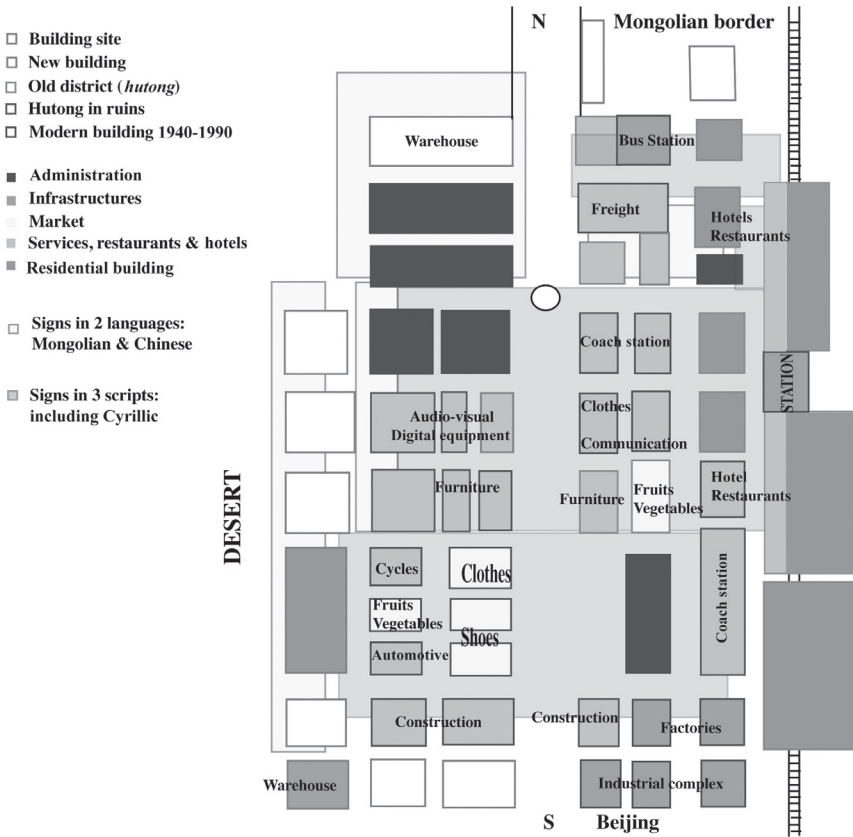 N
Mongolian border
Building site
New building
Old district (hutong)
Hutong in ruins
Modern building 1940-1990
Administration
Infrastructures
Market
Services, restaurants & hotels
Residential building
Signs in 2 languages:
Mongolian & Chinese
Signs in 3 scripts:
including Cyrillic
DESERT
Warehouse
Bus Station
Freight
Hotels
Restaurants
Coach station
STATION
Audio-visual
Digital equipment
Clothes
Communication
Furniture
Furniture
Fruits
Vegetables
Hotel
Restaurants
Cycles
Clothes
Fruits
Vegetables
Shoes
Automotive
Coach station
Construction
Construction
Factories
Warehouse
Industrial complex
S
Beijing